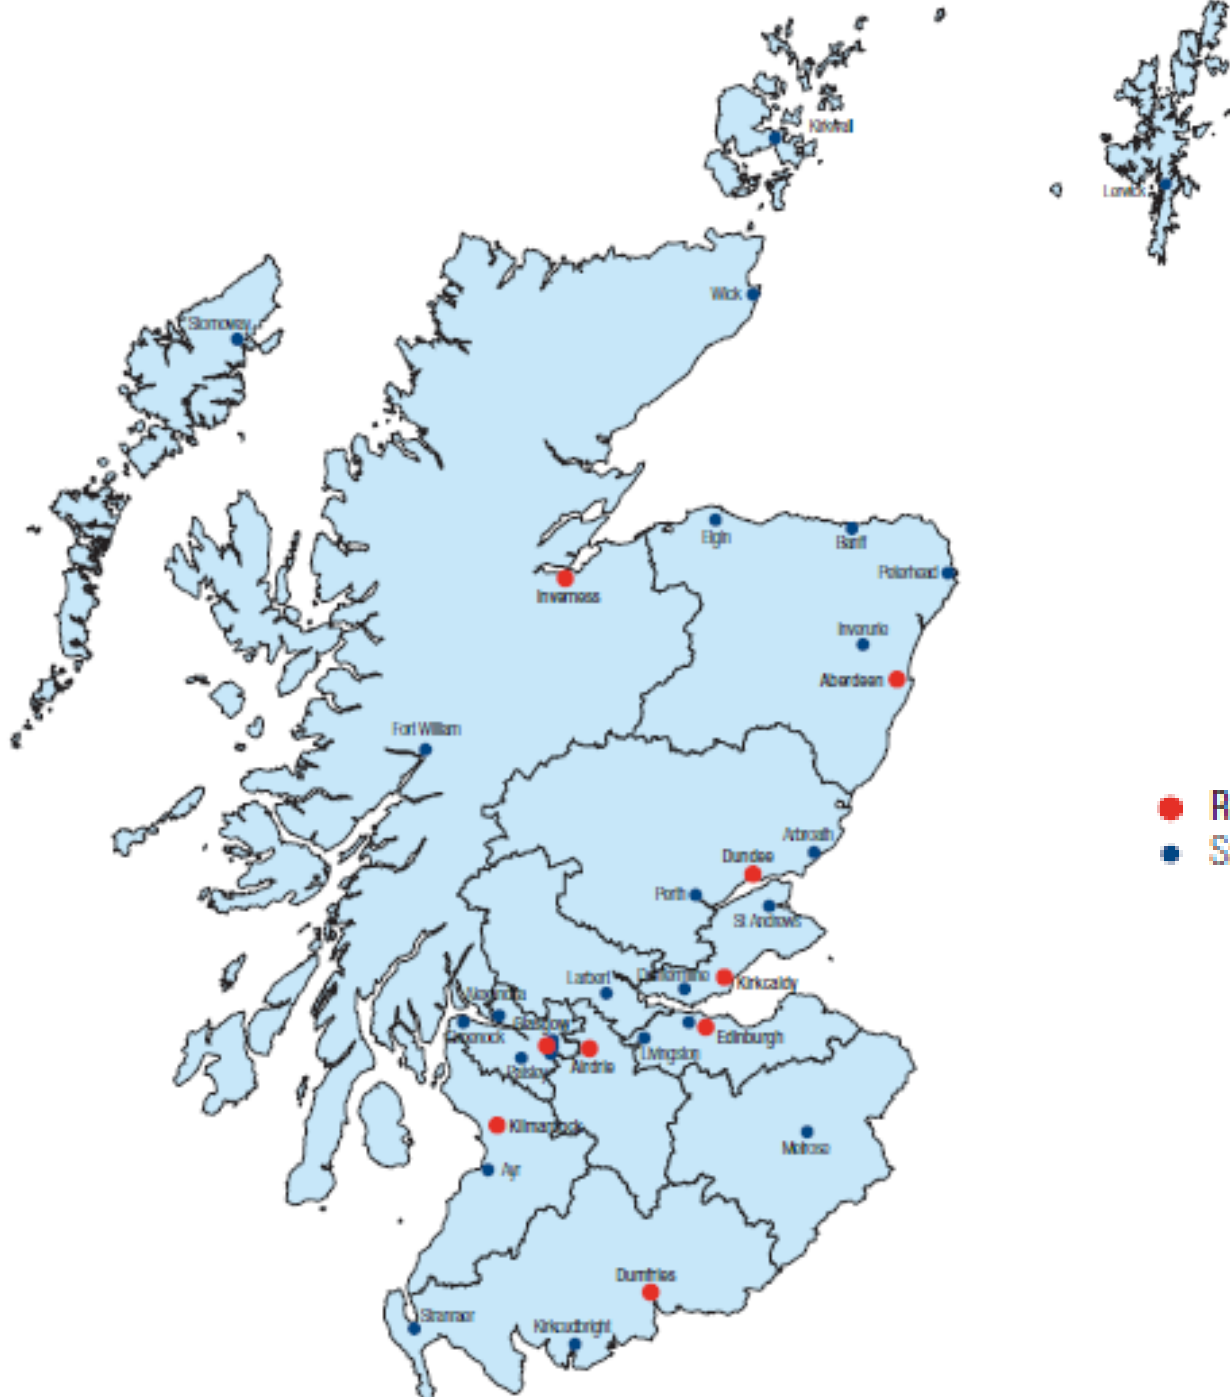 Kirkwall
Lerwick
Wick
Stornoway
Elgin
Banff
Peterhead
Inverness
Inverurie
Aberdeen
Fort William
R
S
Arbroath
Dundee
Perth
St Andrews
Larbert
Dunfermline
Kirkcaldy
Alexandria
Glasgow
Greenock
Edinburgh
Livingston
Paisley
Airdrie
Kilmarnock
Melrose
Ayr
Dumfries
Stranraer
Kirkcudbright